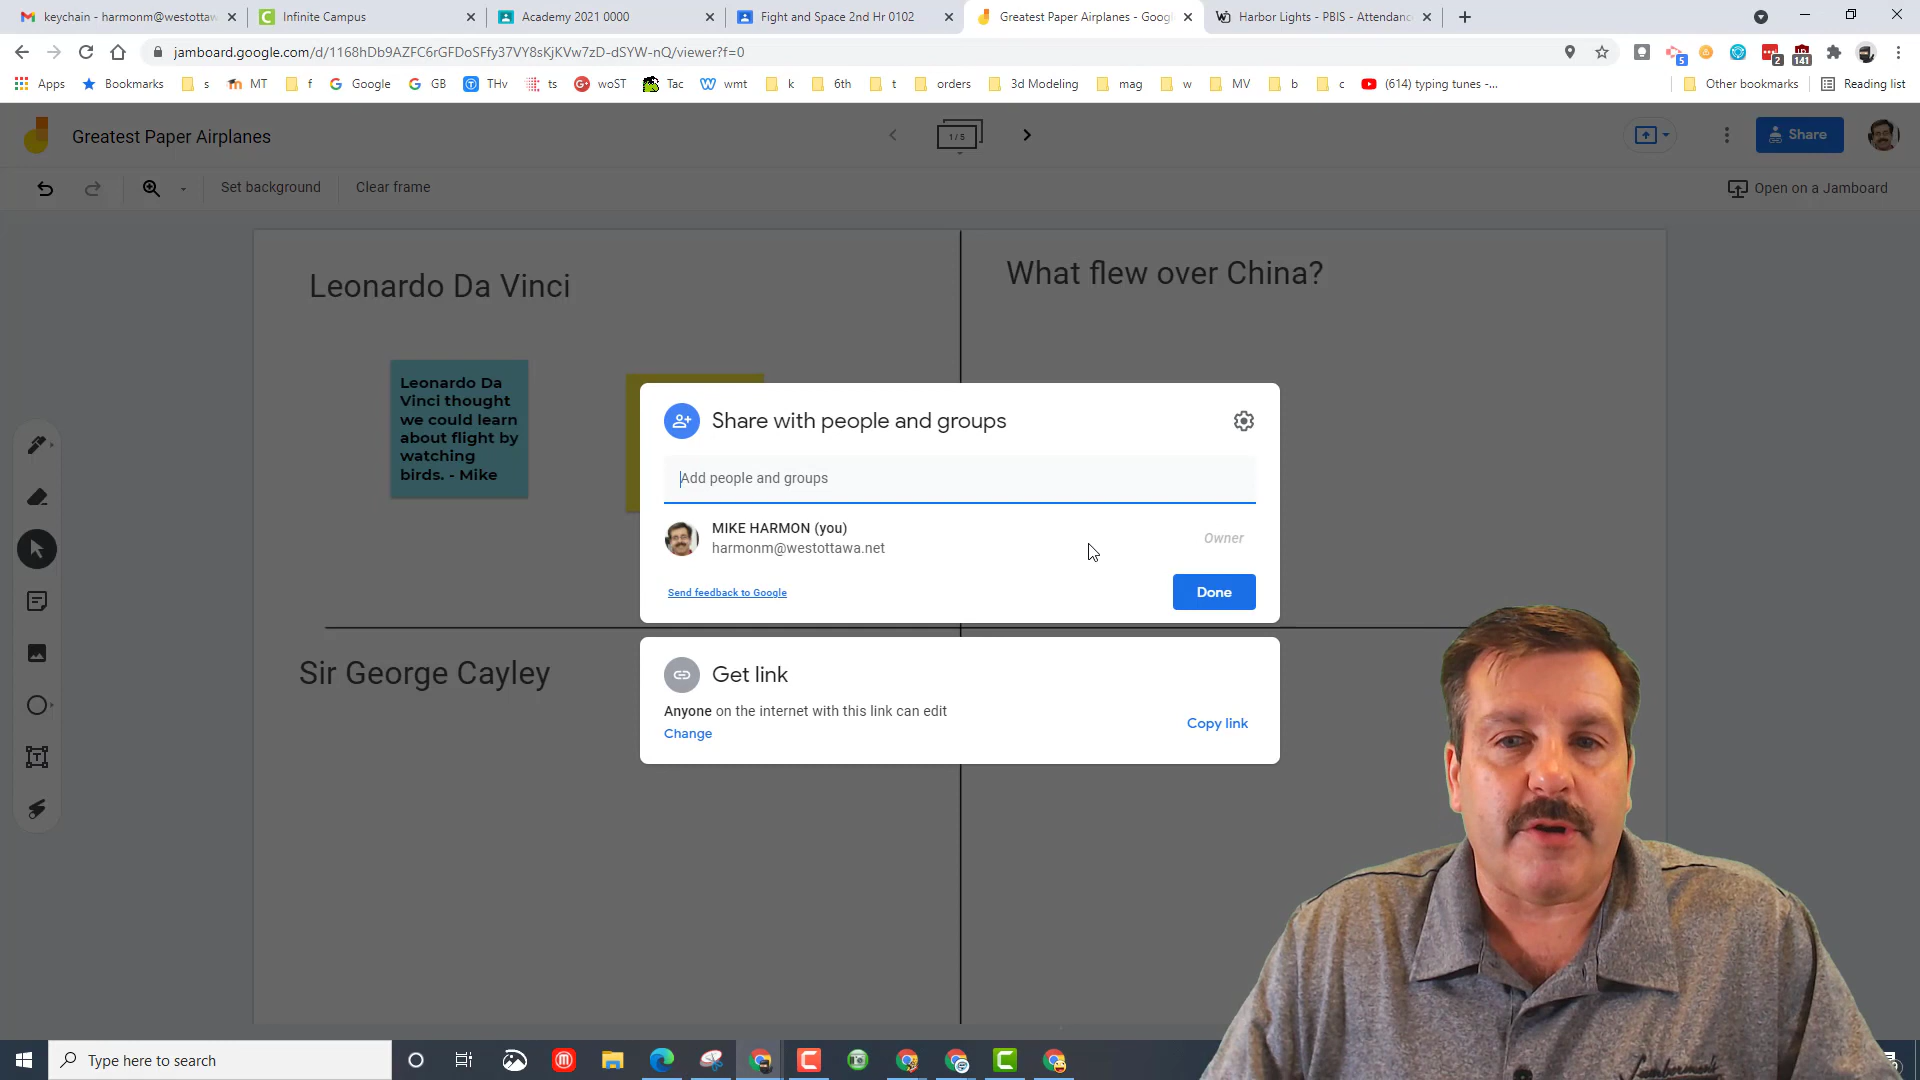 keychain - harmonm@westottaw
Infinite Campus
Academy 2021 0000
Fight and Space 2nd Hr 0102
Greatest Paper Airplanes - Goog
Harbor Lights - PBIS - Attendanc
jamboard.google.com/d/1168hDb9AZFC6rGFDoSFfy37VY8sKjKVw7zD-dSYW-nQ/viewer?f=0
5
2
141
Apps
Bookmarks
s
MT
f
Google
GB
THv
ts
woST
Tac
wmt
k
6th
t
orders
3d Modeling
mag
w
MV
b
c
(614) typing tunes -...
Other bookmarks
Reading list
Greatest Paper Airplanes
1 / 5
Share
Set background
Clear frame
Open on a Jamboard
Leonardo Da Vinci
What flew over China?
Leonardo Da
Vinci thought
we could learn
about flight by
watching
birds. - Mike
Share with people and groups
Add people and groups
MIKE HARMON (you)
harmonm@westottawa.net
Owner
Send feedback to Google
Done
Sir George Cayley
Get link
Anyone on the internet with this link can edit
Change
Copy link
Type here to search